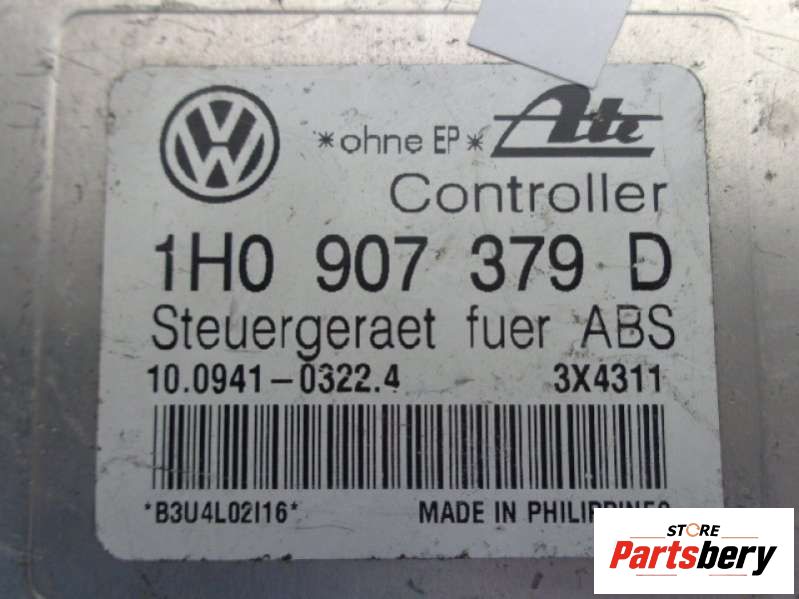 *ohne EP* Ate
Controller
1H0 907 379 D
Steuergeraet fuer ABS
10.0941-0322.4 3X4311
*B3U4L02I16* MADE IN
STORE
Partsbery